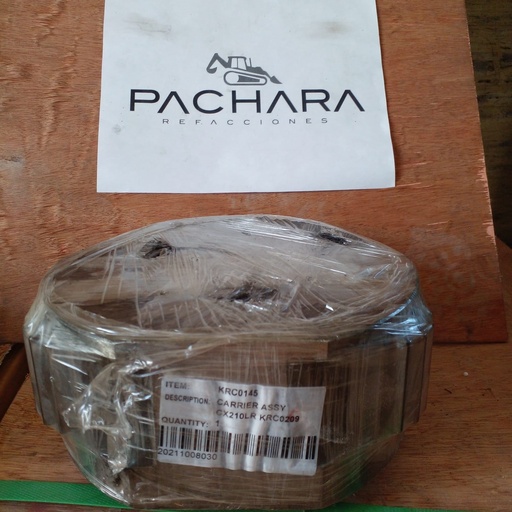 PACHARA
REFACCIONES
ITEM: KRC0145
DESCRIPTION: CARRIER ASSY
CX210LR KRC0209
QUANTITY: 1
20211008030